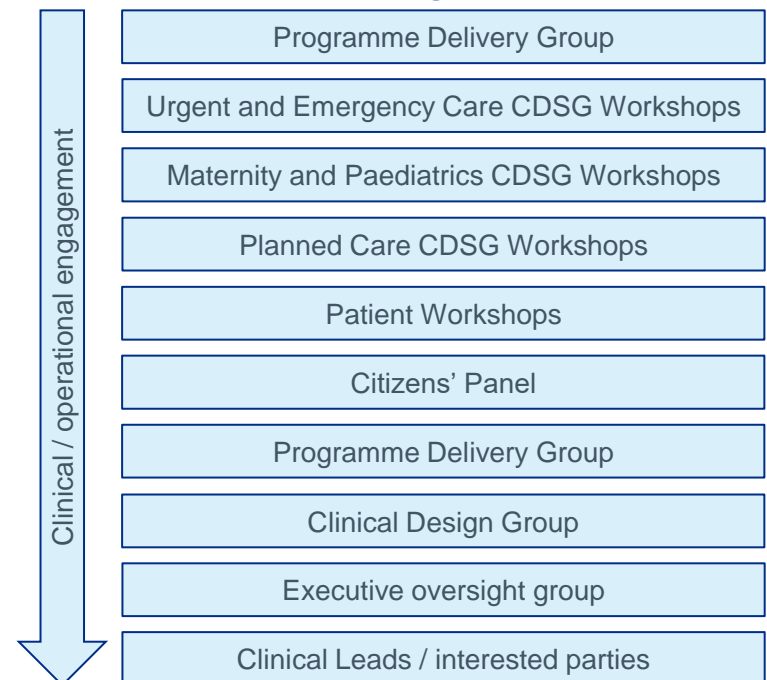 Programme Delivery Group
Urgent and Emergency Care CDSG Workshops
Maternity and Paediatrics CDSG Workshops
Planned Care CDSG Workshops
Patient Workshops
Citizens' Panel
Programme Delivery Group
Clinical Design Group
Executive oversight group
Clinical Leads / interested parties
Clinical / operational engagement